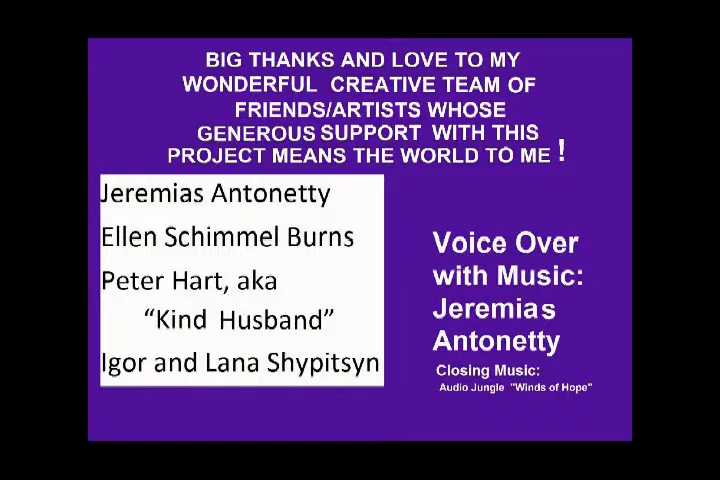 BIG THANKS AND LOVE TO MY
WONDERFUL CREATIVE TEAM OF
FRIENDS/ARTISTS WHOSE
GENEROUS SUPPORT WITH THIS
PROJECT MEANS THE WORLD TO ME !
Jeremias Antonetty
Ellen Schimmel Burns
Peter Hart, aka
“Kind Husband”
Igor and Lana Shypitsyn
Voice Over
with Music:
Jeremias
Antonetty
Closing Music:
Audio Jungle "Winds of Hope"